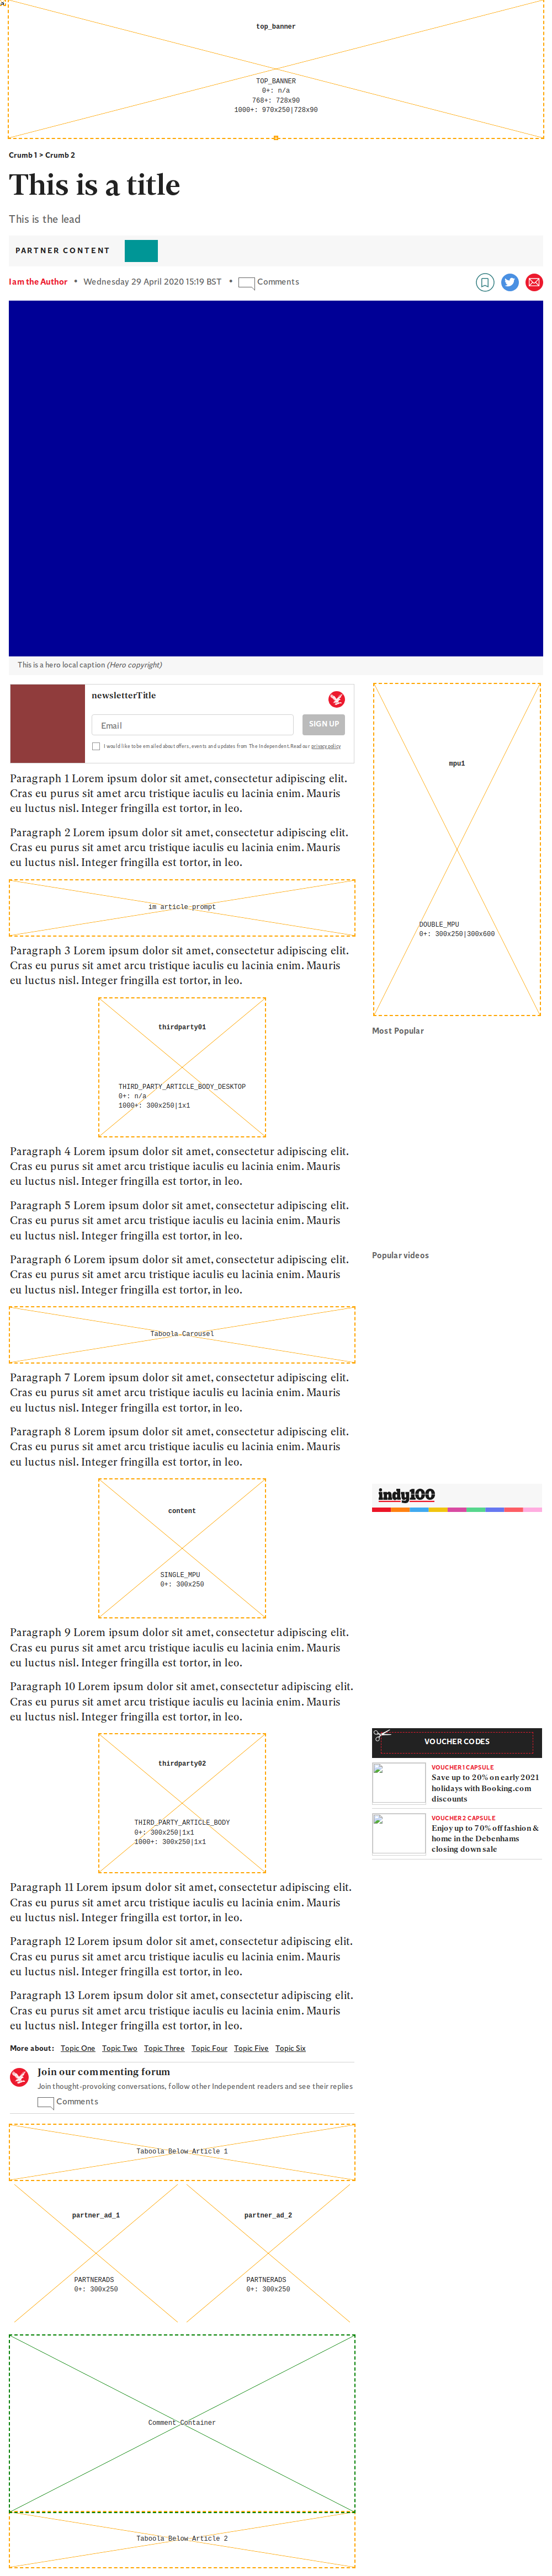 top_banner
TOP_BANNER
0+: n/a
768+: 728x90
1000+: 970x250|728x90
Crumb 1 > Crumb 2
This is a title
This is the lead
PARTNER CONTENT
I am the Author • Wednesday 29 April 2020 15:19 BST • Comments
This is a hero local caption (Hero copyright)
newsletterTitle
Email
SIGN UP
I would like to be emailed about offers, events and updates from The Independent. Read our privacy policy
Paragraph 1 Lorem ipsum dolor sit amet, consectetur adipiscing elit.
Cras eu purus sit amet arcu tristique iaculis eu lacinia enim. Mauris
eu luctus nisl. Integer fringilla est tortor, in leo.
Paragraph 2 Lorem ipsum dolor sit amet, consectetur adipiscing elit.
Cras eu purus sit amet arcu tristique iaculis eu lacinia enim. Mauris
eu luctus nisl. Integer fringilla est tortor, in leo.
im article prompt
Paragraph 3 Lorem ipsum dolor sit amet, consectetur adipiscing elit.
Cras eu purus sit amet arcu tristique iaculis eu lacinia enim. Mauris
eu luctus nisl. Integer fringilla est tortor, in leo.
thirdparty01
THIRD_PARTY_ARTICLE_BODY_DESKTOP
0+: n/a
1000+: 300x250|1x1
Paragraph 4 Lorem ipsum dolor sit amet, consectetur adipiscing elit.
Cras eu purus sit amet arcu tristique iaculis eu lacinia enim. Mauris
eu luctus nisl. Integer fringilla est tortor, in leo.
Paragraph 5 Lorem ipsum dolor sit amet, consectetur adipiscing elit.
Cras eu purus sit amet arcu tristique iaculis eu lacinia enim. Mauris
eu luctus nisl. Integer fringilla est tortor, in leo.
Paragraph 6 Lorem ipsum dolor sit amet, consectetur adipiscing elit.
Cras eu purus sit amet arcu tristique iaculis eu lacinia enim. Mauris
eu luctus nisl. Integer fringilla est tortor, in leo.
Taboola Carousel
Paragraph 7 Lorem ipsum dolor sit amet, consectetur adipiscing elit.
Cras eu purus sit amet arcu tristique iaculis eu lacinia enim. Mauris
eu luctus nisl. Integer fringilla est tortor, in leo.
Paragraph 8 Lorem ipsum dolor sit amet, consectetur adipiscing elit.
Cras eu purus sit amet arcu tristique iaculis eu lacinia enim. Mauris
eu luctus nisl. Integer fringilla est tortor, in leo.
content
SINGLE_MPU
0+: 300x250
Paragraph 9 Lorem ipsum dolor sit amet, consectetur adipiscing elit.
Cras eu purus sit amet arcu tristique iaculis eu lacinia enim. Mauris
eu luctus nisl. Integer fringilla est tortor, in leo.
Paragraph 10 Lorem ipsum dolor sit amet, consectetur adipiscing elit.
Cras eu purus sit amet arcu tristique iaculis eu lacinia enim. Mauris
eu luctus nisl. Integer fringilla est tortor, in leo.
thirdparty02
THIRD_PARTY_ARTICLE_BODY
0+: 300x250|1x1
1000+: 300x250|1x1
Paragraph 11 Lorem ipsum dolor sit amet, consectetur adipiscing elit.
Cras eu purus sit amet arcu tristique iaculis eu lacinia enim. Mauris
eu luctus nisl. Integer fringilla est tortor, in leo.
Paragraph 12 Lorem ipsum dolor sit amet, consectetur adipiscing elit.
Cras eu purus sit amet arcu tristique iaculis eu lacinia enim. Mauris
eu luctus nisl. Integer fringilla est tortor, in leo.
Paragraph 13 Lorem ipsum dolor sit amet, consectetur adipiscing elit.
Cras eu purus sit amet arcu tristique iaculis eu lacinia enim. Mauris
eu luctus nisl. Integer fringilla est tortor, in leo.
More about: Topic One Topic Two Topic Three Topic Four Topic Five Topic Six
Join our commenting forum
Join thought-provoking conversations, follow other Independent readers and see their replies
Comments
Taboola Below Article 1
partner_ad_1
PARTNERADS
0+: 300x250
partner_ad_2
PARTNERADS
0+: 300x250
Comment Container
Taboola Below Article 2
mpu1
DOUBLE_MPU
0+: 300x250|300x600
Most Popular
Popular videos
indy100
VOUCHER CODES
VOUCHER 1 CAPSULE
Save up to 20% on early 2021
holidays with Booking.com
discounts
VOUCHER 2 CAPSULE
Enjoy up to 70% off fashion &
home in the Debenhams
closing down sale